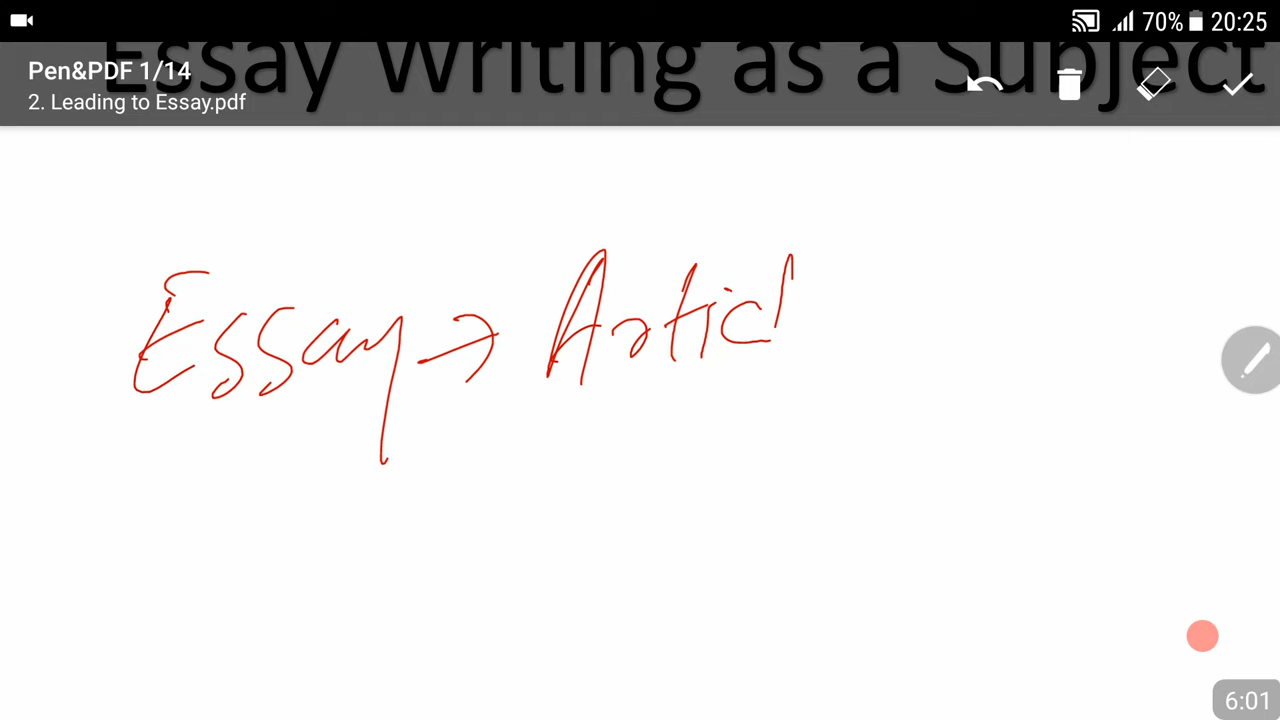 70% 20:25
Essay Writing as a Subject
Pen&PDF 1/14
2. Leading to Essay.pdf
Essay → Articl
6:01